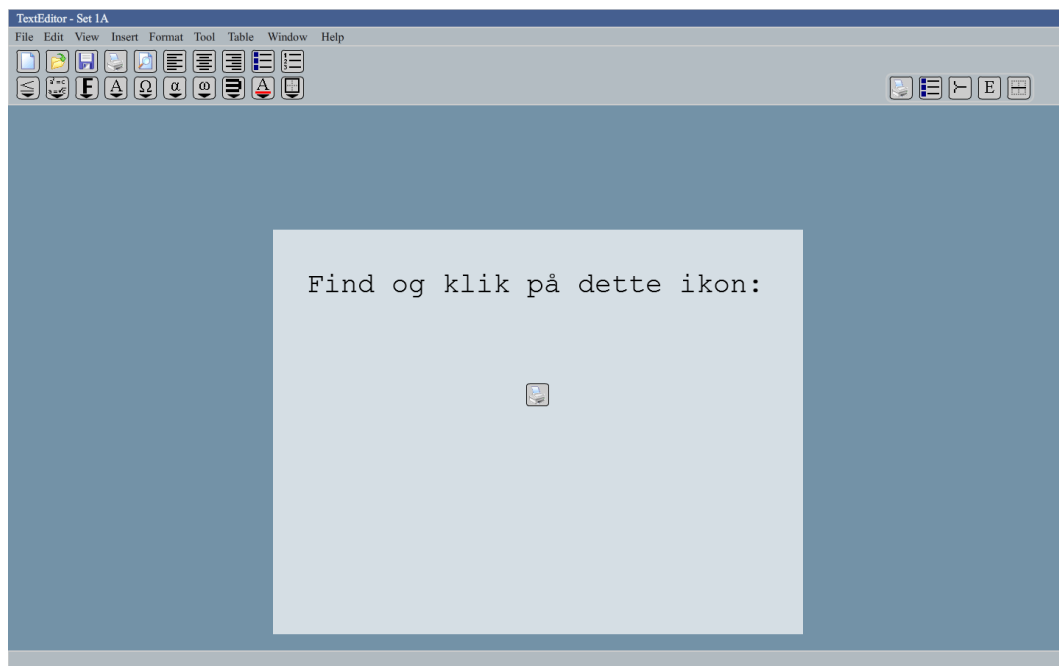 TextEditor - Set 1A
File Edit View Insert Format Tool Table Window Help
A Ω α ω A
E
Find og klik på dette ikon: